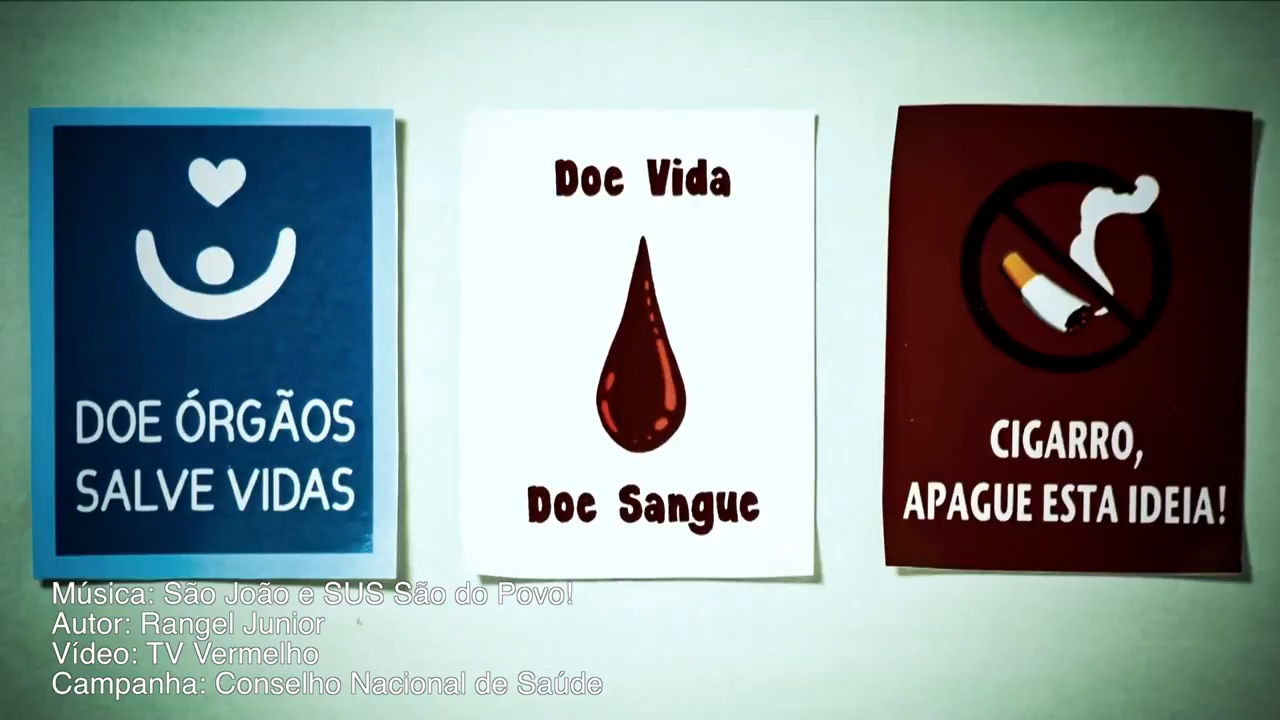 DOE ÓRGÃOS
SALVE VIDAS
Doe Vida
Doe Sangue
CIGARRO,
APAGUE ESTA IDEIA!
Música: São João e SUS São do Povo!
Autor: Rangel Junior
Vídeo: TV Vermelho
Campanha: Conselho Nacional de Saúde